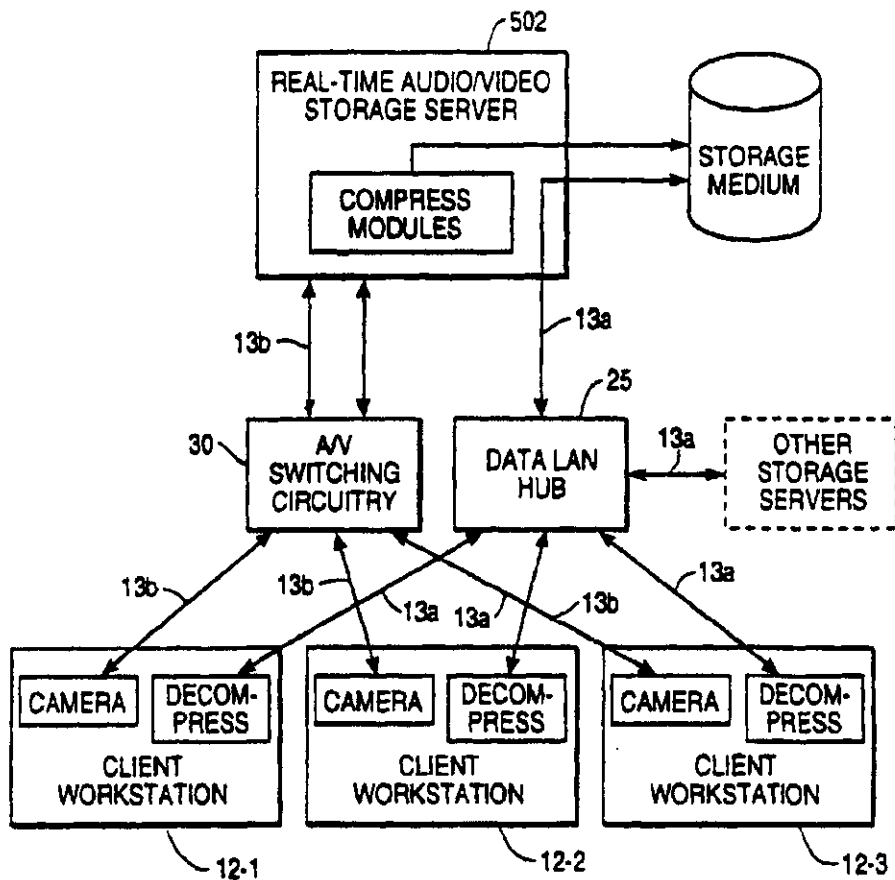 502
REAL-TIME AUDIO/VIDEO
STORAGE SERVER
COMPRESS
MODULES
STORAGE
MEDIUM
13b
13a
25
30
A/V
SWITCHING
CIRCUITRY
DATA LAN
HUB
13a
OTHER
STORAGE
SERVERS
13b
13b
13a
13a
13b
13a
CAMERA
DECOM-
PRESS
CLIENT
WORKSTATION
CAMERA
DECOM-
PRESS
CLIENT
WORKSTATION
CAMERA
DECOM-
PRESS
CLIENT
WORKSTATION
12-1
12-2
12-3